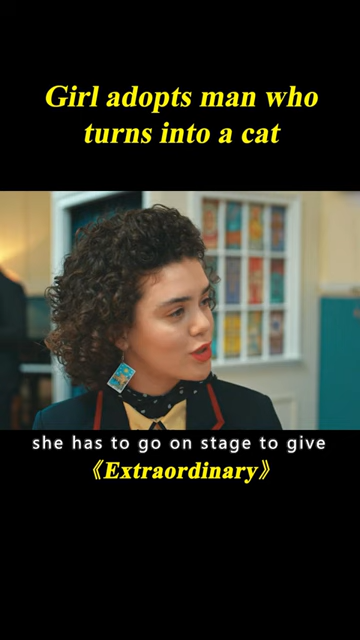 Girl adopts man who
turns into a cat
she has to go on stage to give
《Extraordinary》